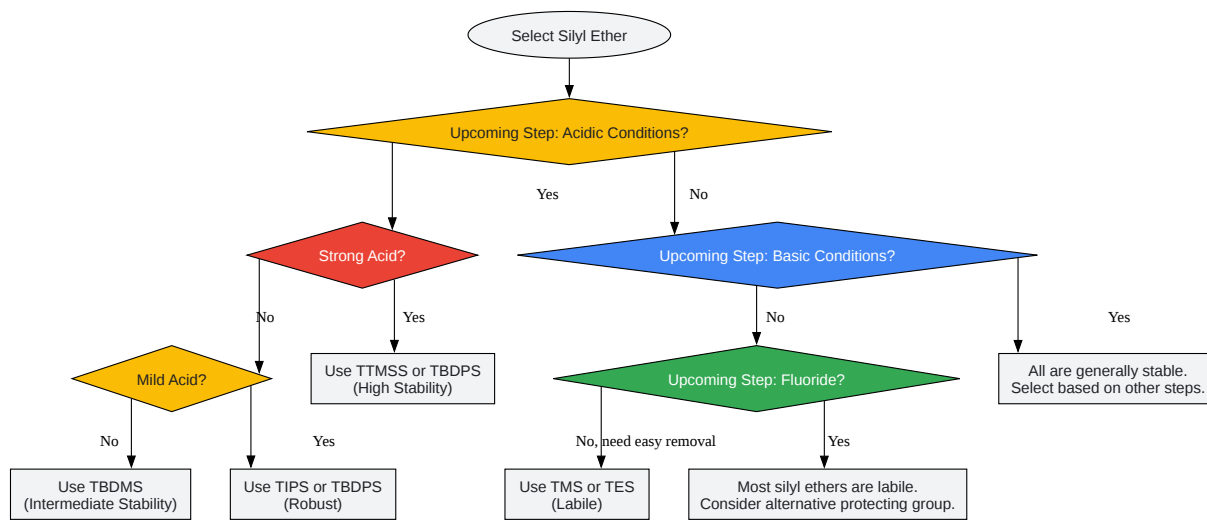 Select Silyl Ether
Upcoming Step: Acidic Conditions?
Yes
No
Strong Acid?
Upcoming Step: Basic Conditions?
No
Yes
No
Yes
Mild Acid?
Use TTMSS or TBDPS
(High Stability)
Upcoming Step: Fluoride?
All are generally stable.
Select based on other steps.
No
Yes
No, need easy removal
Yes
Use TBDMS
(Intermediate Stability)
Use TIPS or TBDPS
(Robust)
Use TMS or TES
(Labile)
Most silyl ethers are labile.
Consider alternative protecting group.